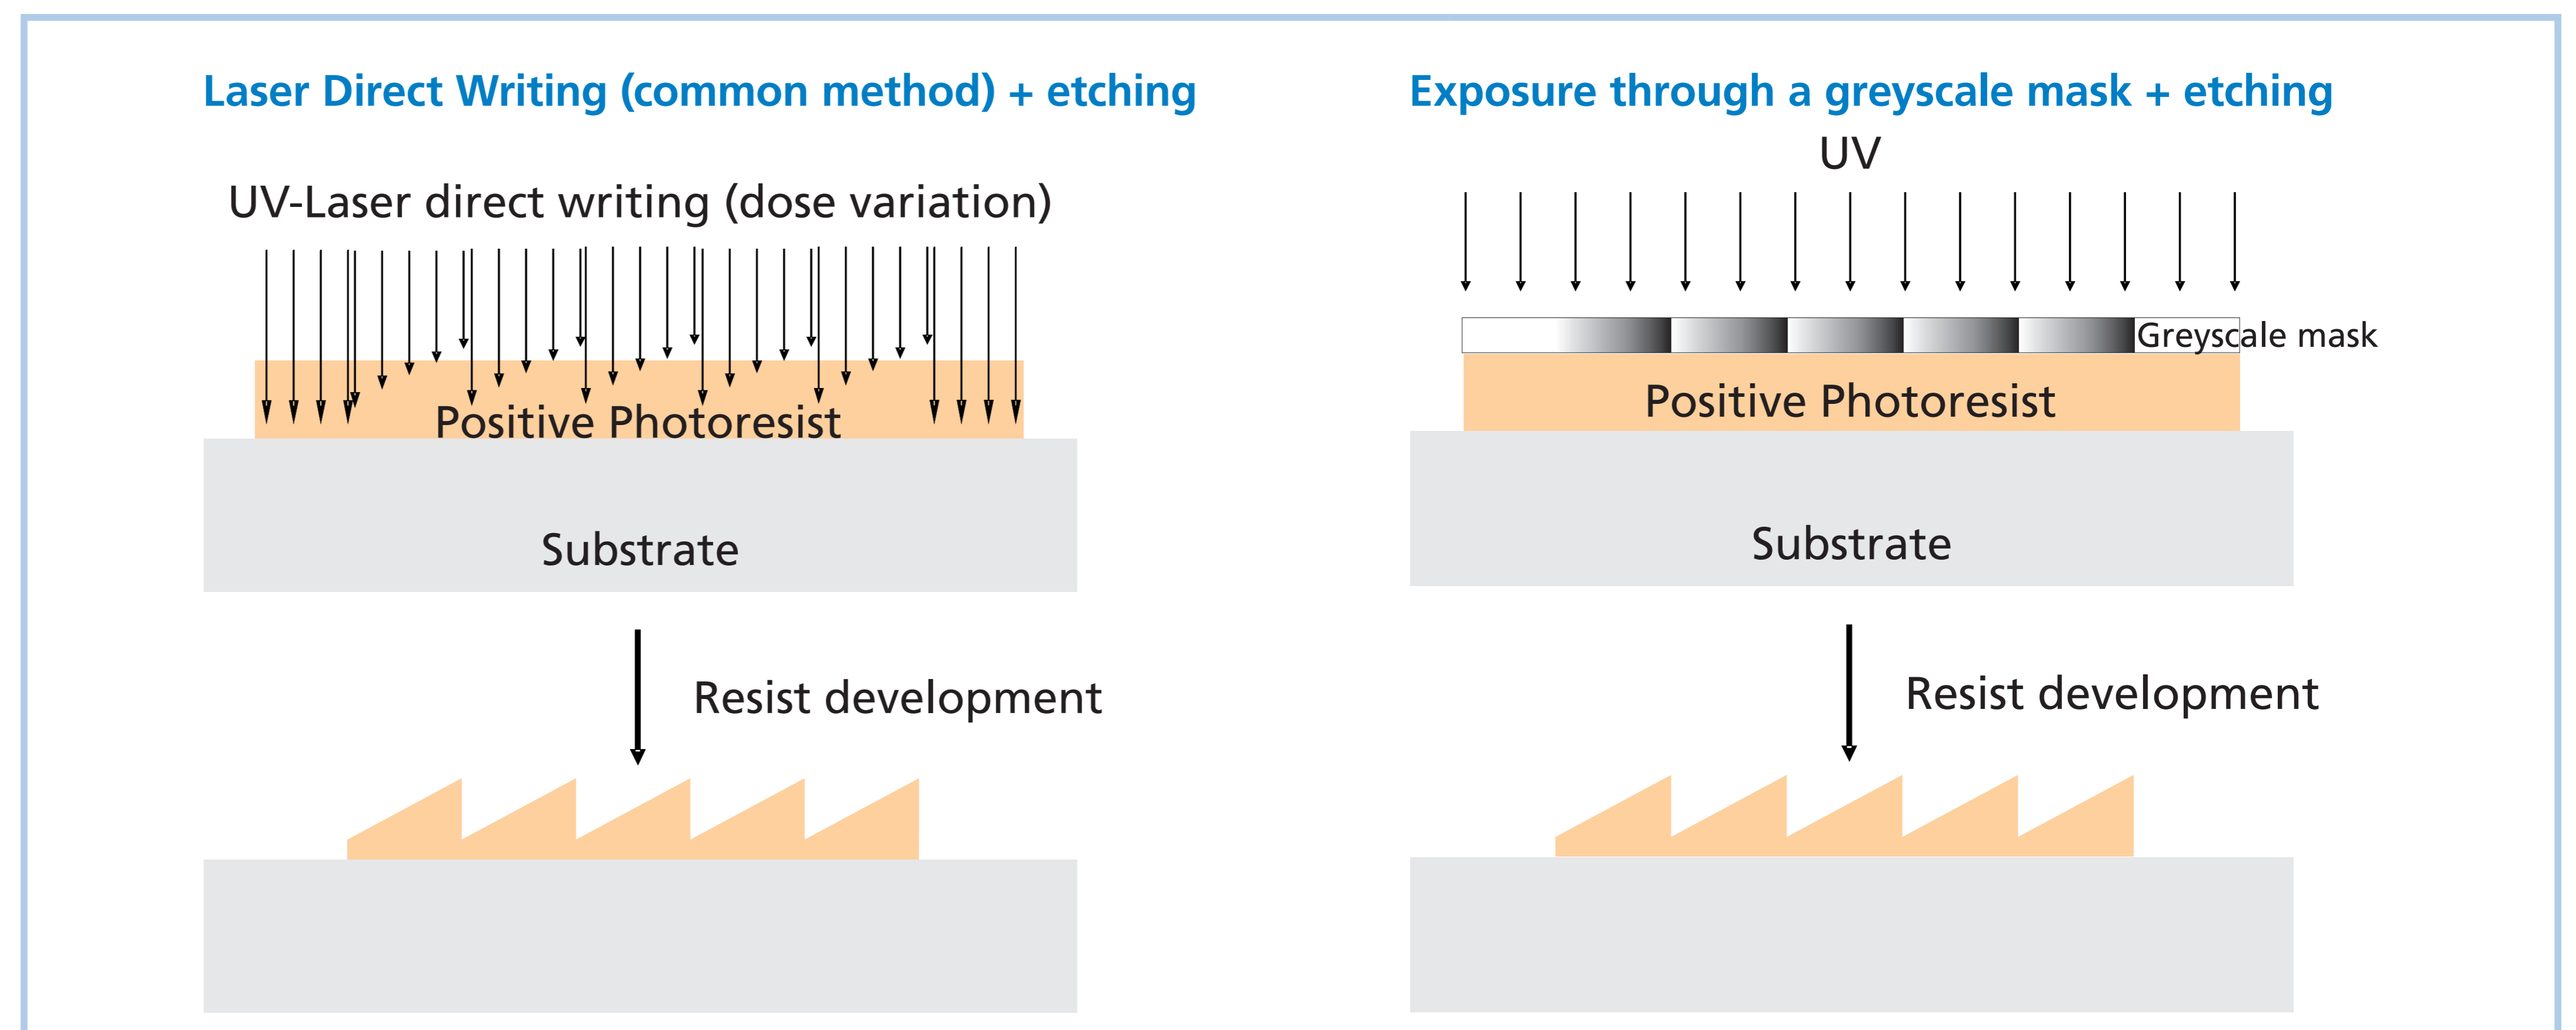 Laser Direct Writing (common method) + etching
UV-Laser direct writing (dose variation)
Positive Photoresist
Substrate
Resist development
Exposure through a greyscale mask + etching
UV
Greyscale mask
Positive Photoresist
Substrate
Resist development